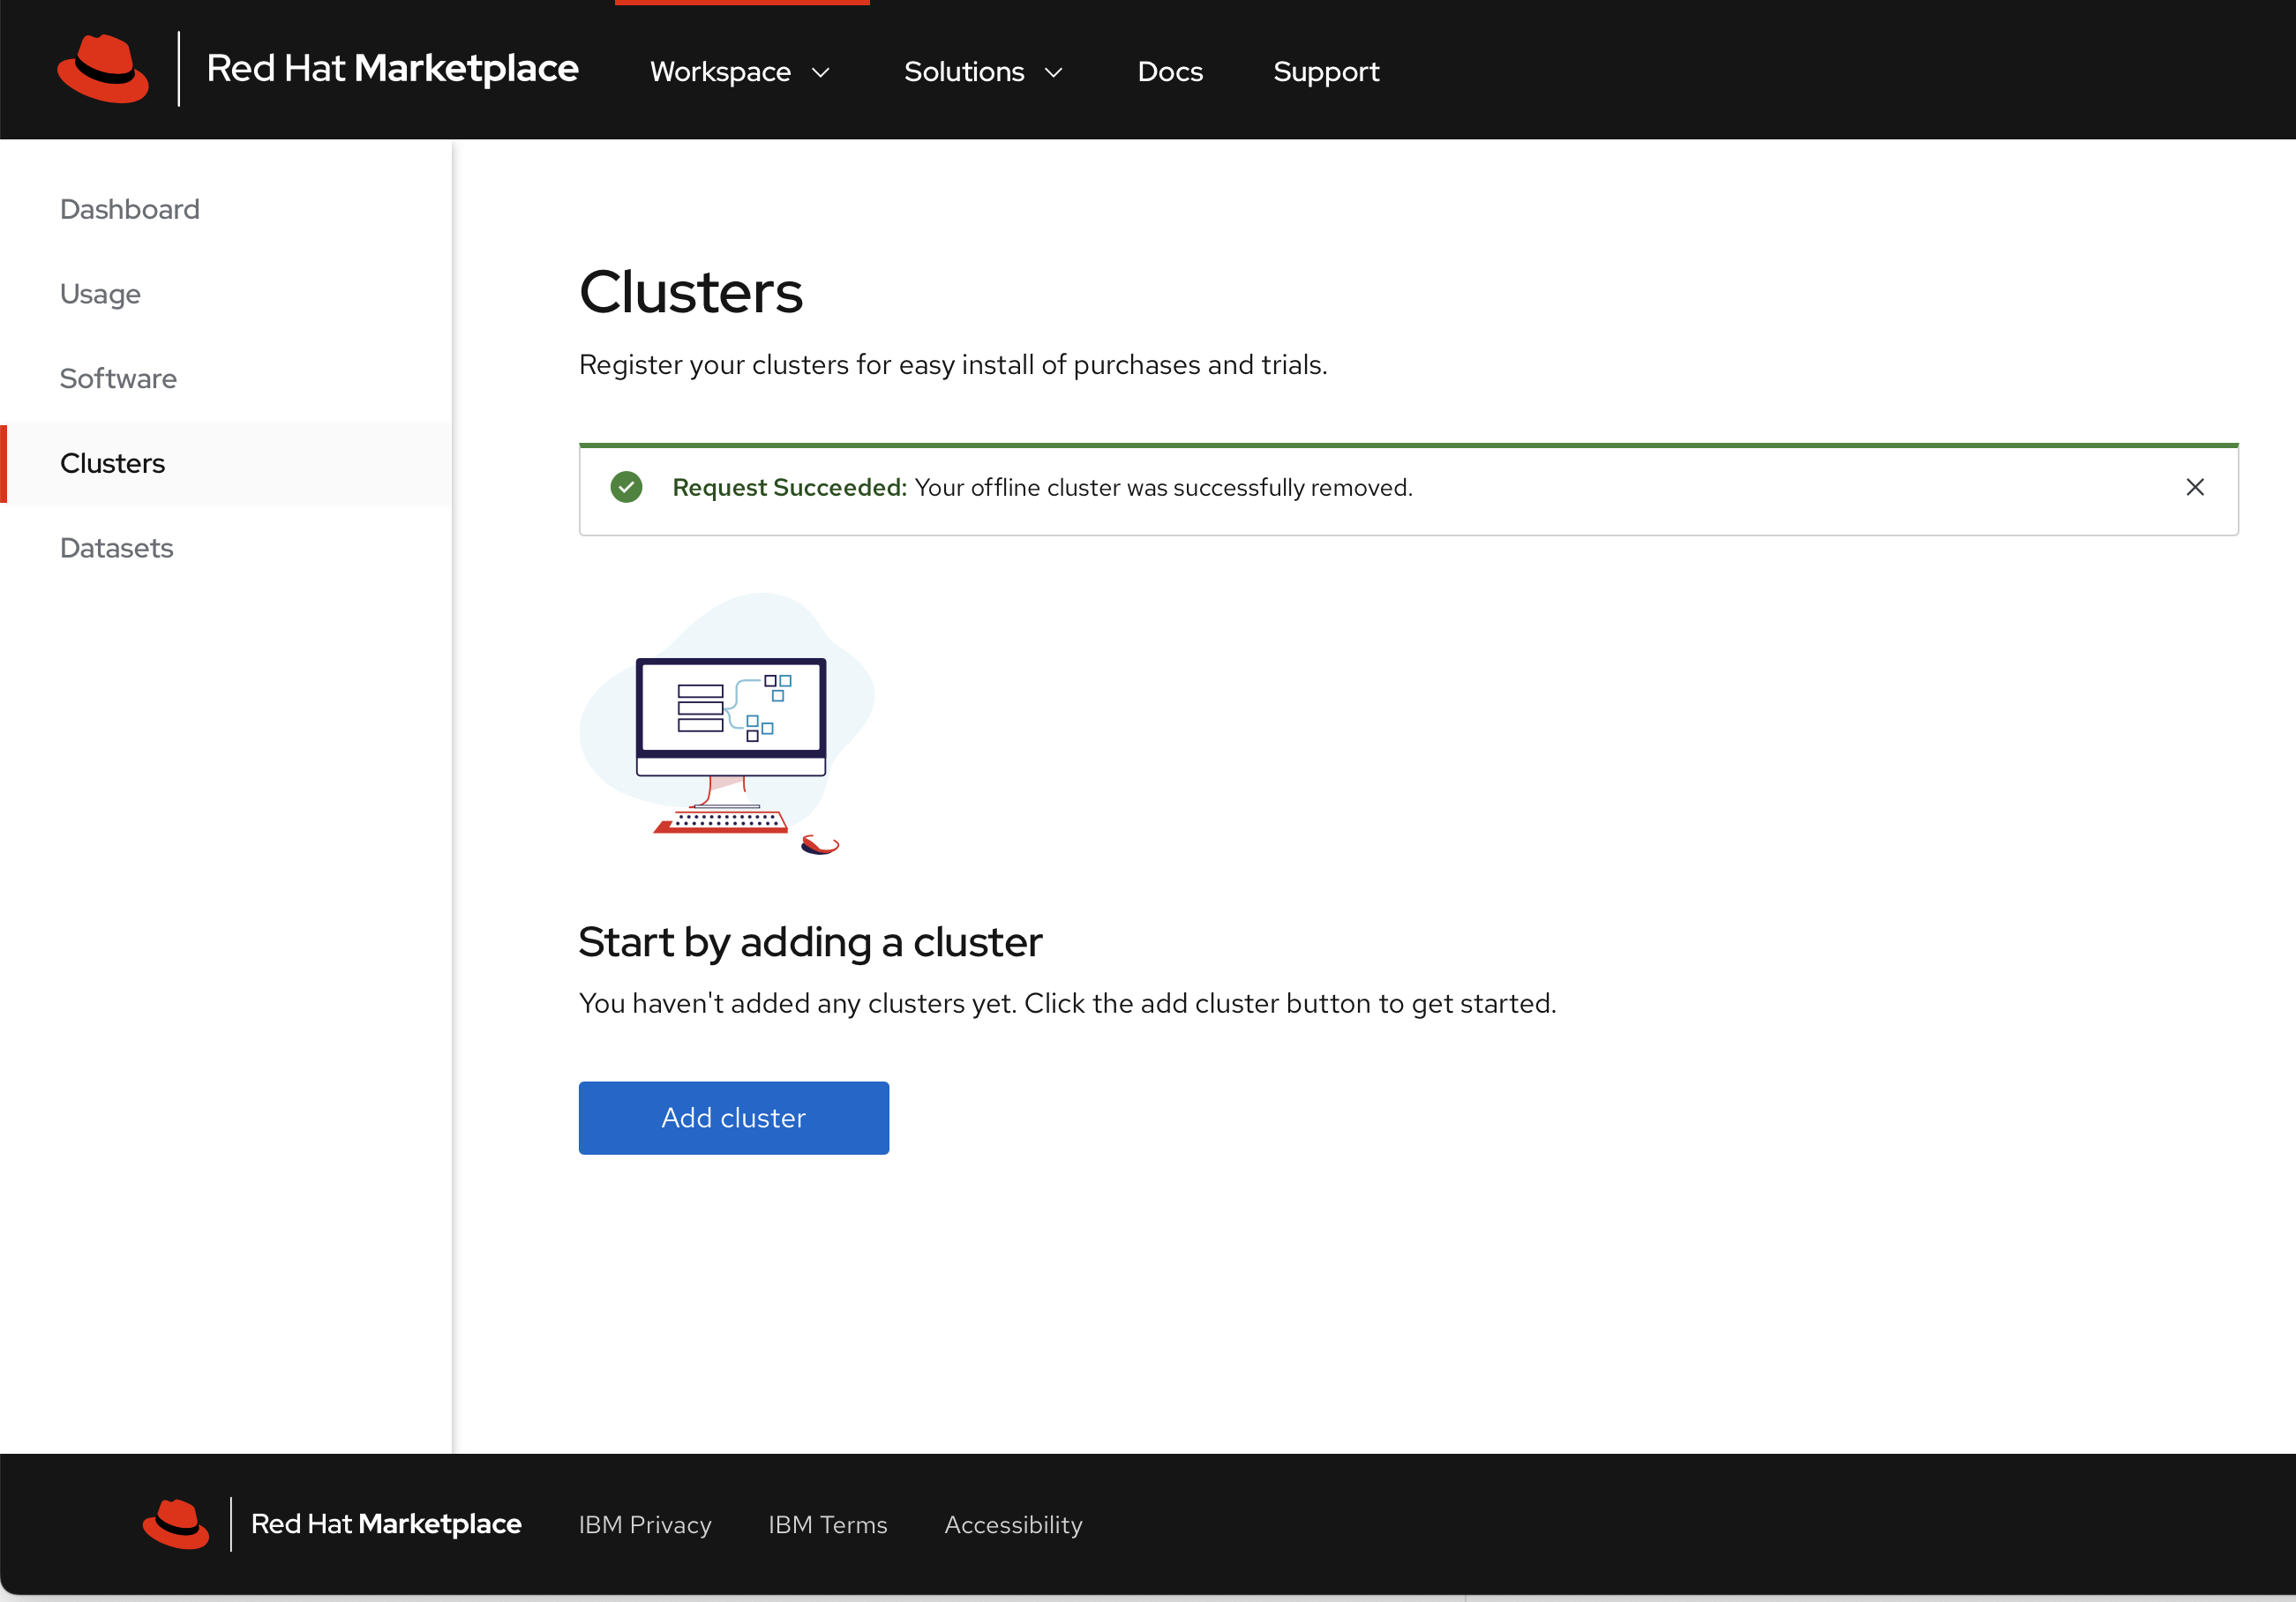 Red Hat Marketplace Workspace Solutions Docs Support
Dashboard
Usage
Software
Clusters
Datasets
Clusters
Register your clusters for easy install of purchases and trials.
Request Succeeded: Your offline cluster was successfully removed.
Start by adding a cluster
You haven't added any clusters yet. Click the add cluster button to get started.
Add cluster
Red Hat Marketplace IBM Privacy IBM Terms Accessibility